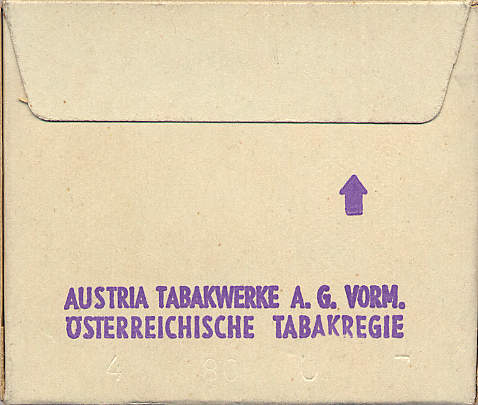 AUSTRIA TABAKWERKE A. G. VORM.
ÖSTERREICHISCHE TABAKREGIE